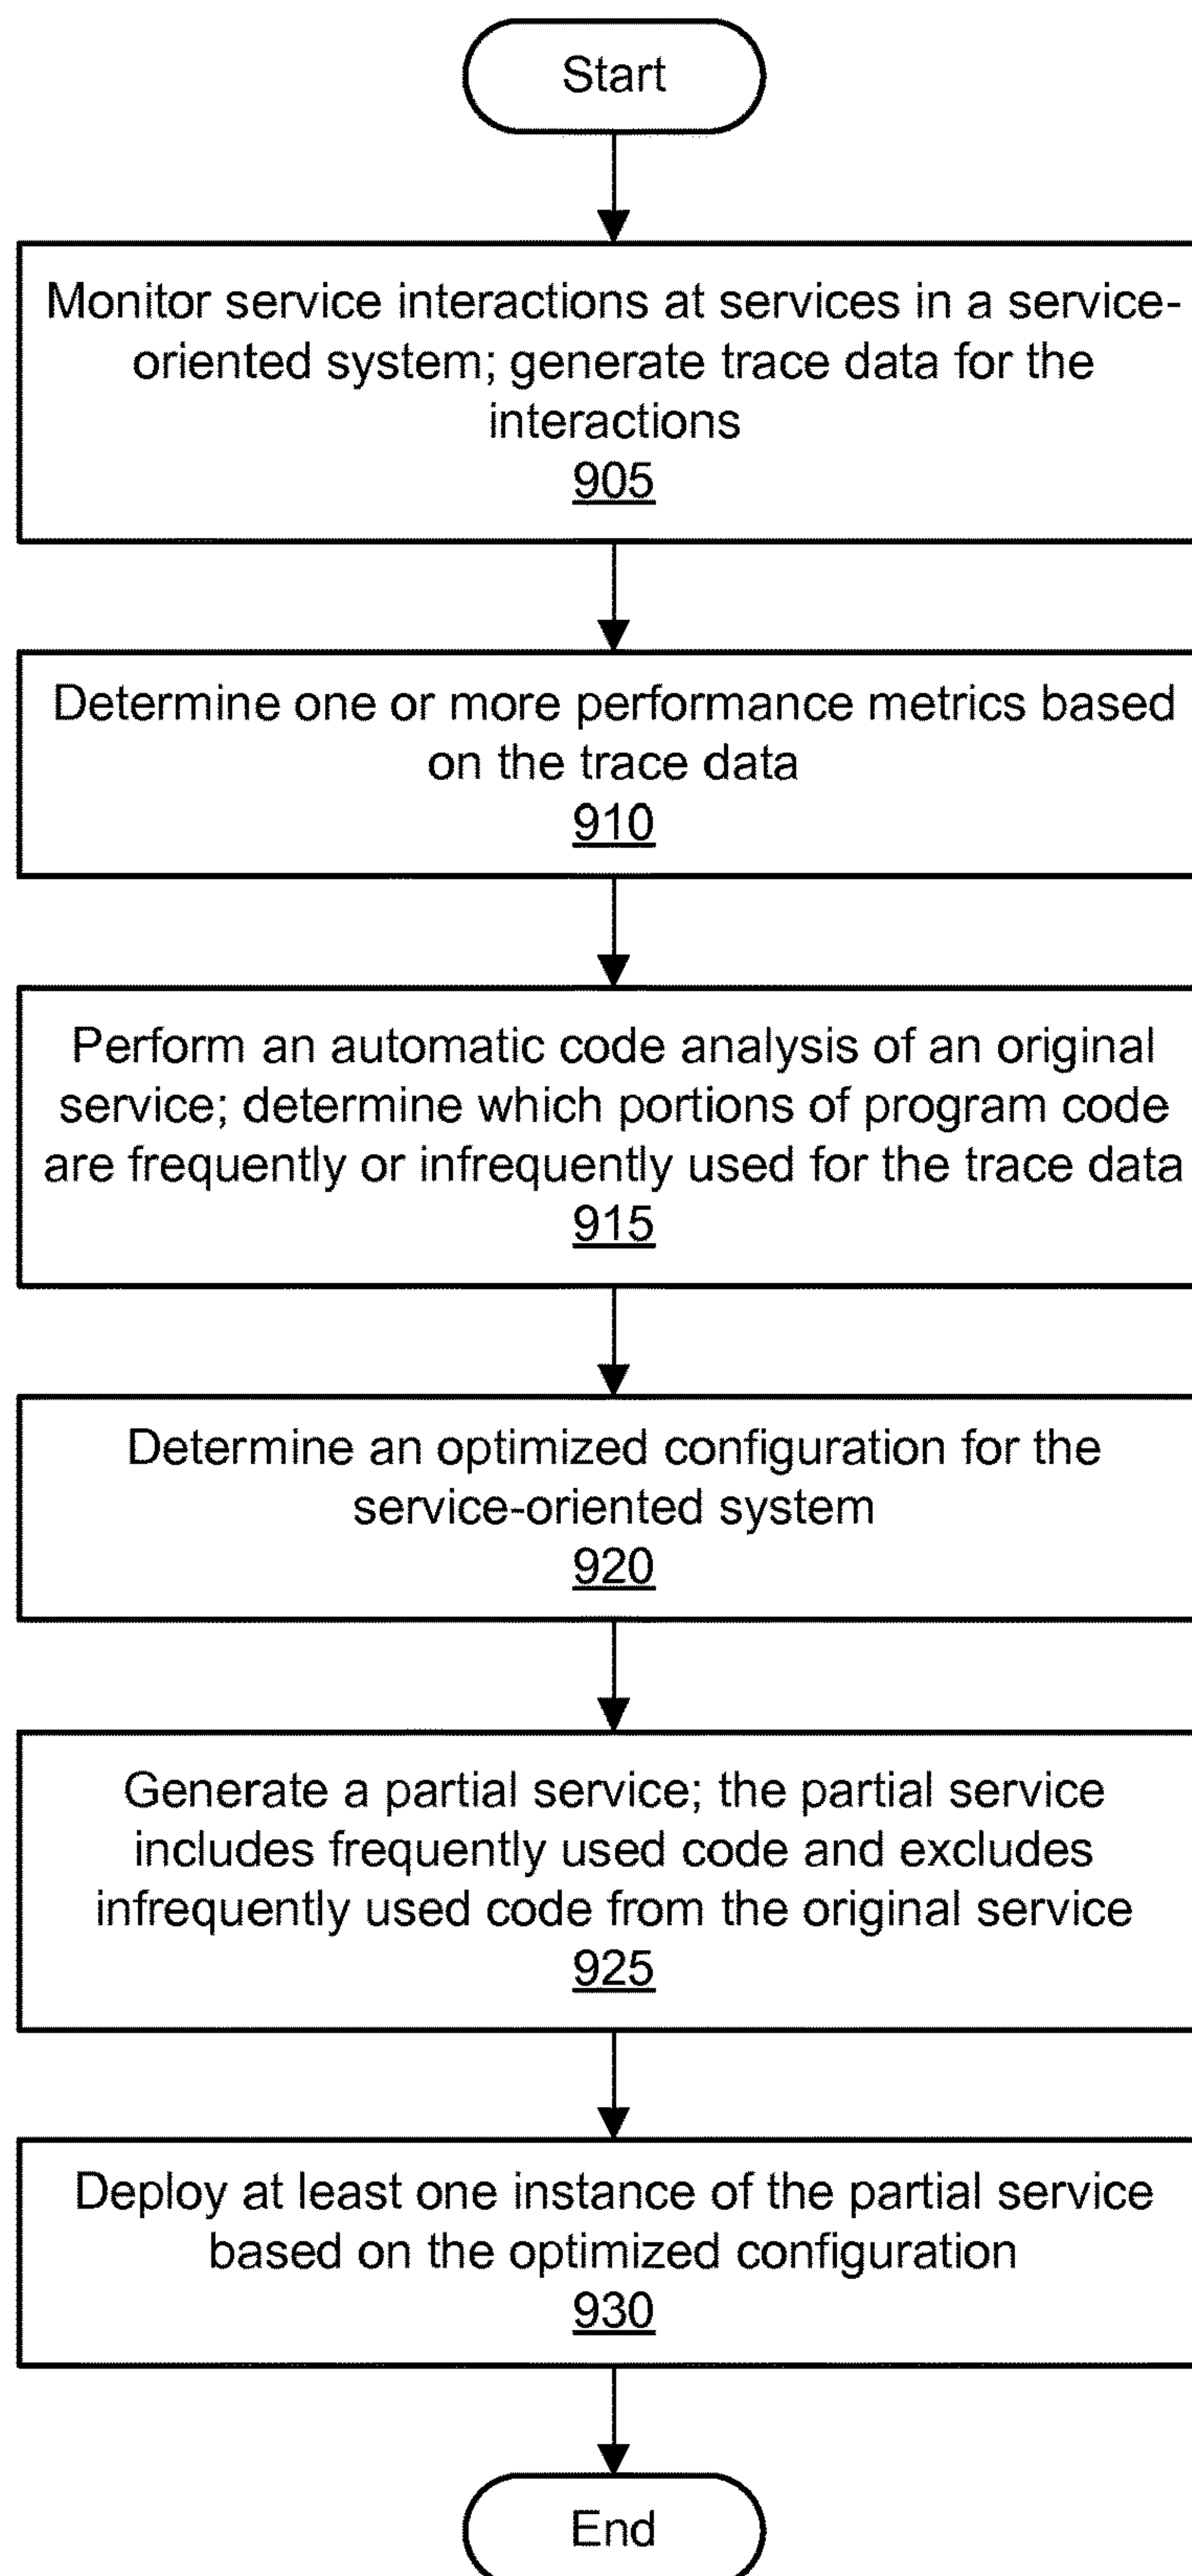 Start
Monitor service interactions at services in a service-
oriented system; generate trace data for the
interactions
905
Determine one or more performance metrics based
on the trace data
910
Perform an automatic code analysis of an original
service; determine which portions of program code
are frequently or infrequently used for the trace data
915
Determine an optimized configuration for the
service-oriented system
920
Generate a partial service; the partial service
includes frequently used code and excludes
infrequently used code from the original service
925
Deploy at least one instance of the partial service
based on the optimized configuration
930
End